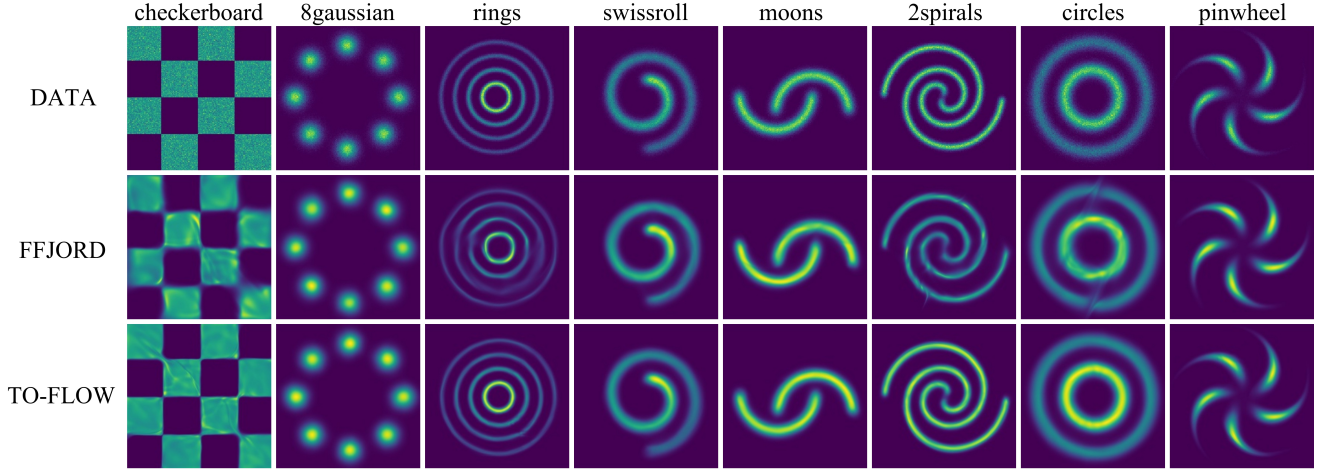 checkerboard 8gaussian rings swissroll moons 2spirals circles pinwheel
DATA
FFJORD
TO-FLOW